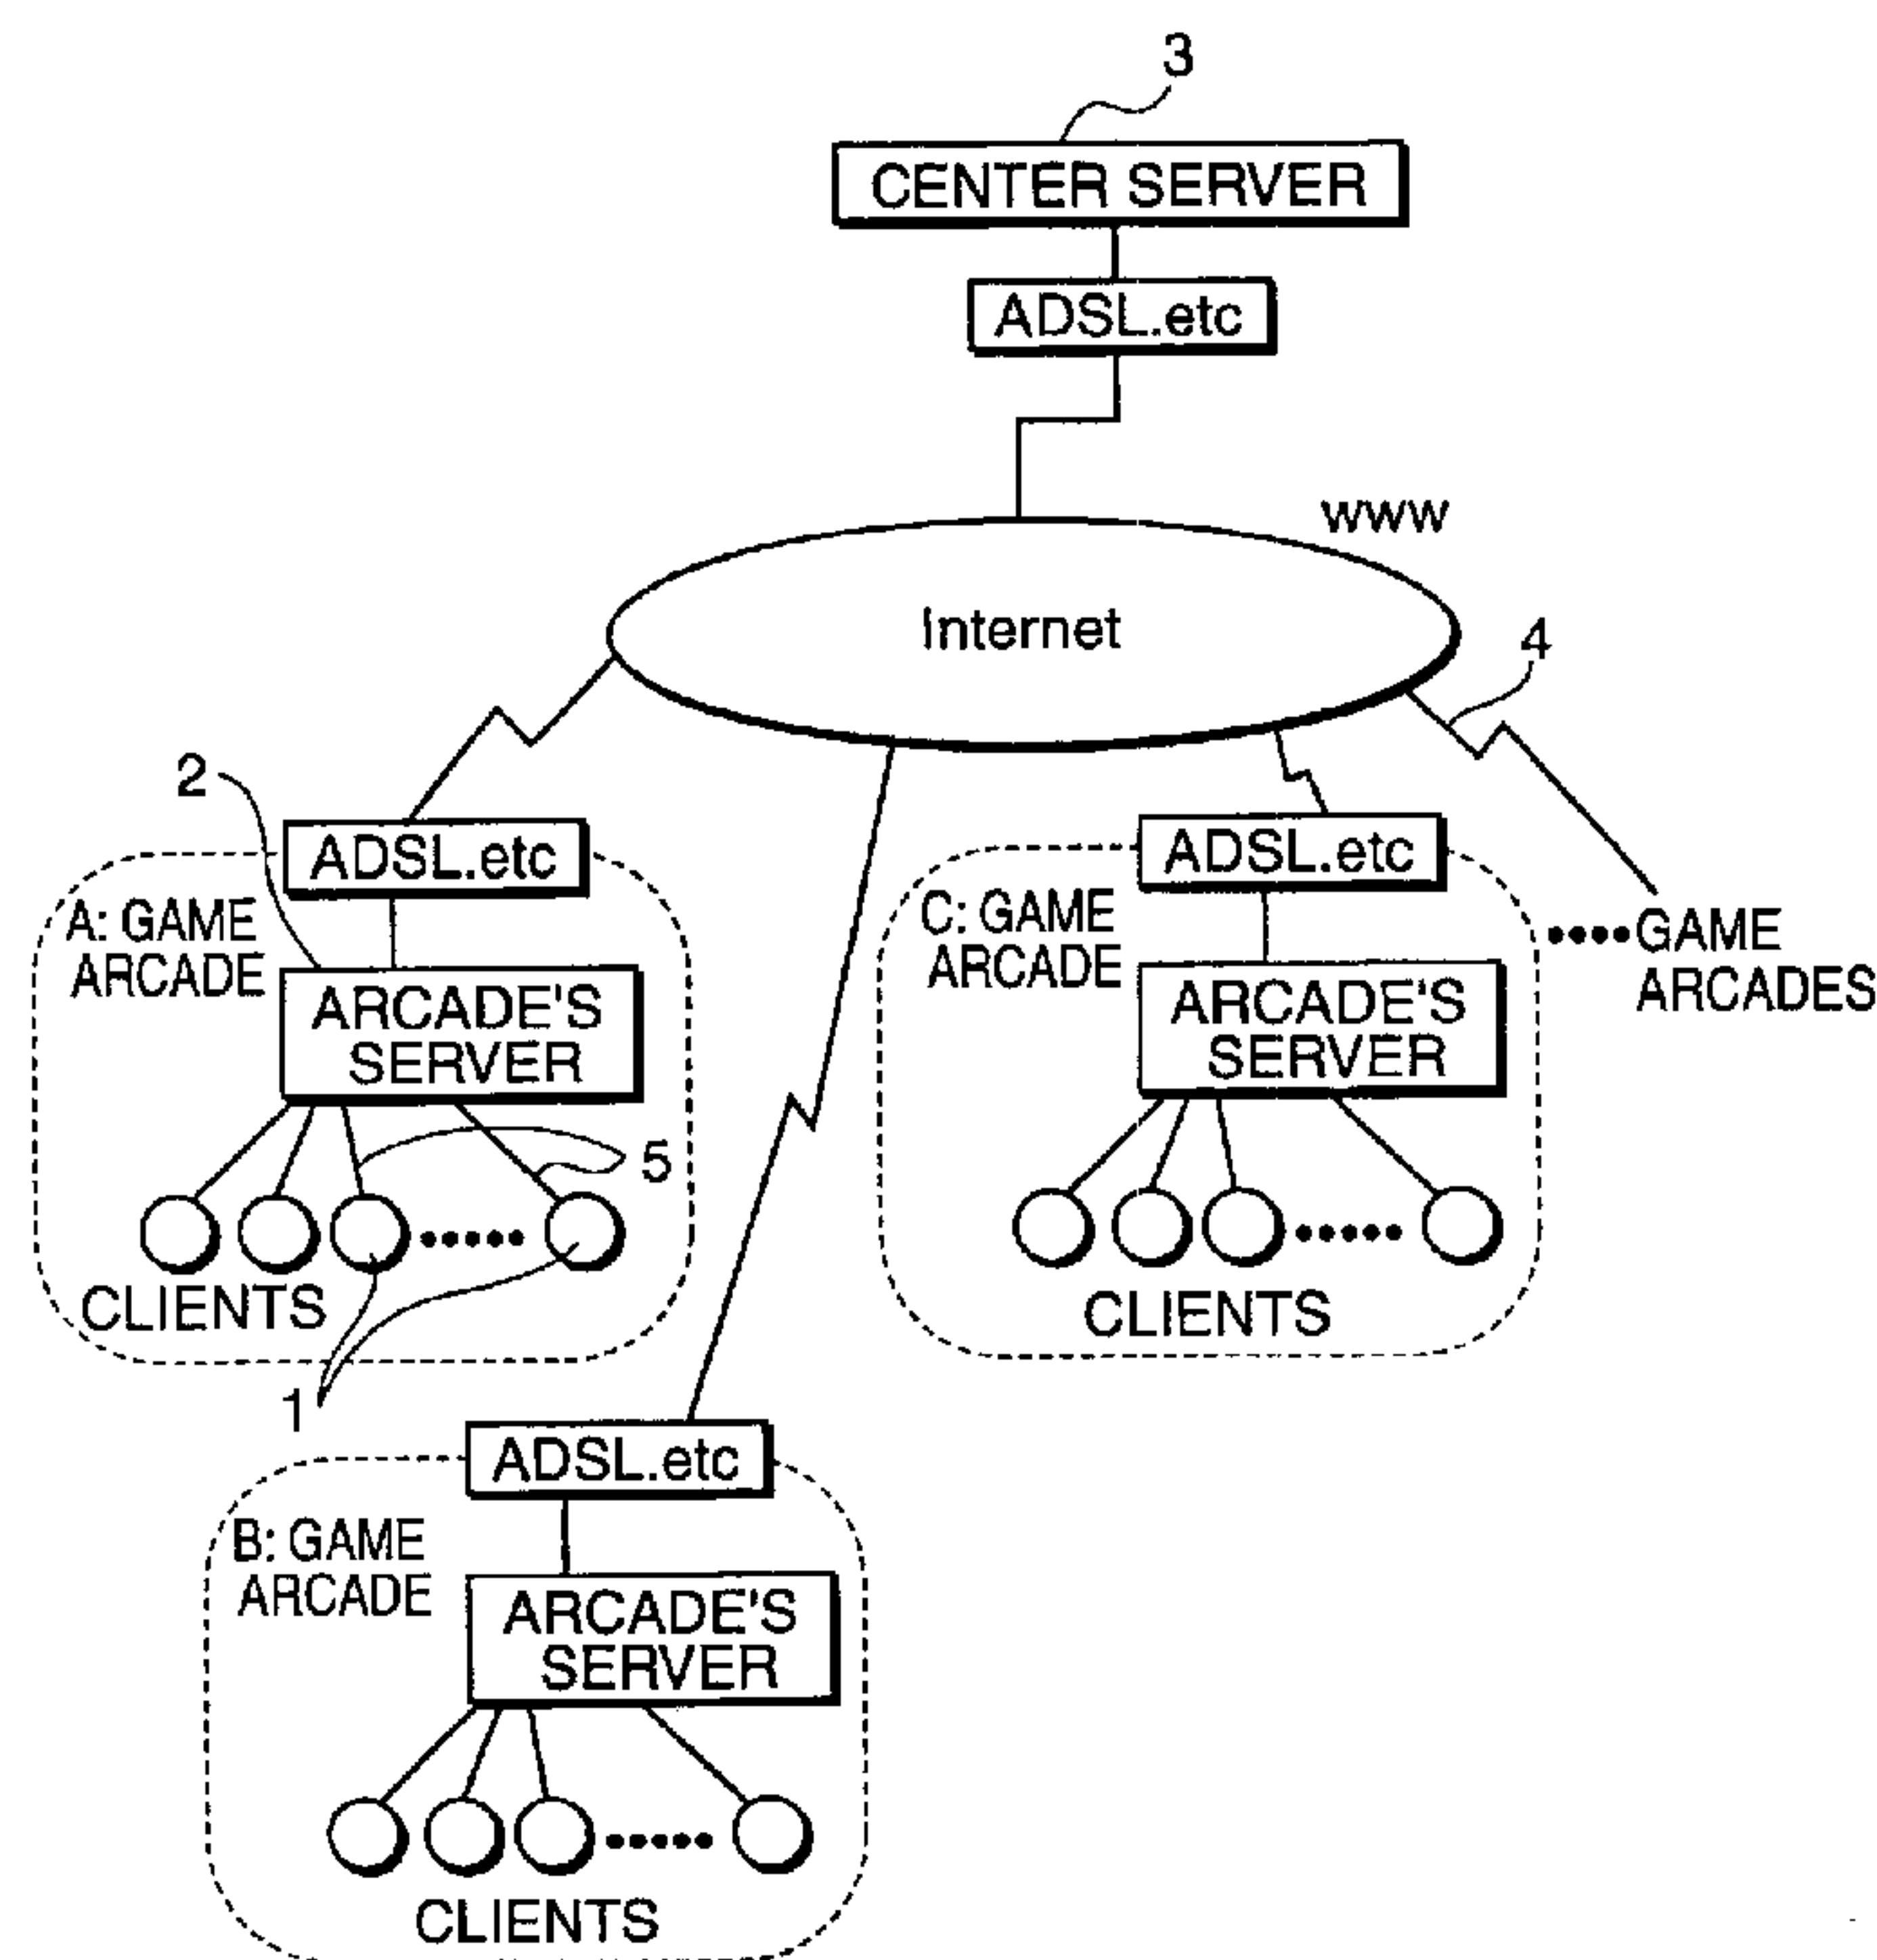 3
CENTER SERVER
ADSL.etc
www
Internet
4
2
ADSL.etc
A: GAME
ARCADE
ARCADE'S
SERVER
5
CLIENTS
1
ADSL.etc
C: GAME
ARCADE
ARCADE'S
SERVER
CLIENTS
GAME
ARCADES
ADSL.etc
B: GAME
ARCADE
ARCADE'S
SERVER
CLIENTS